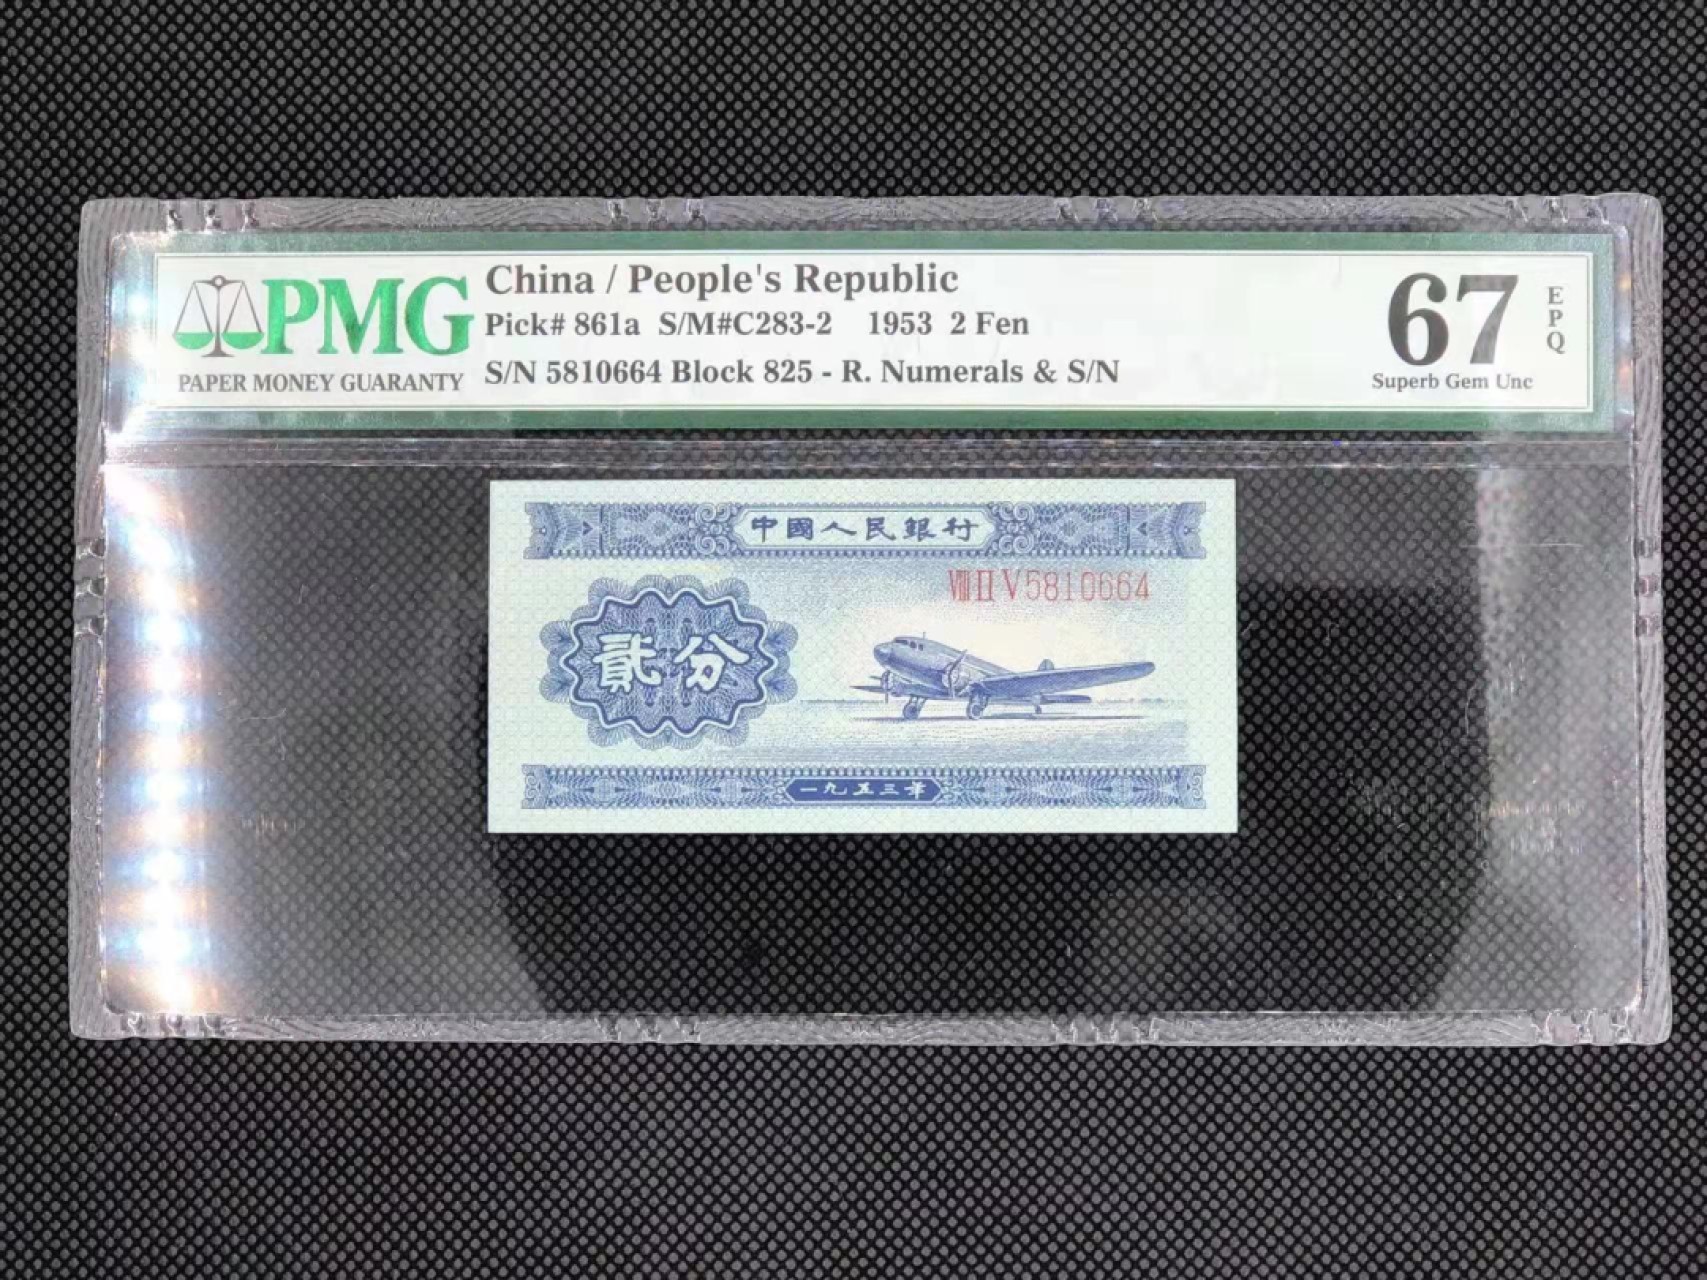 PMG
PAPER MONEY GUARANTY
China / People's Republic
Pick# 861a S/M#C283-2 1953 2 Fen
S/N 5810664 Block 825 - R. Numerals & S/N
67
EPQ
Superb Gem Unc
中國人民銀行
VIII II V 5810664
貳分
一九五三年